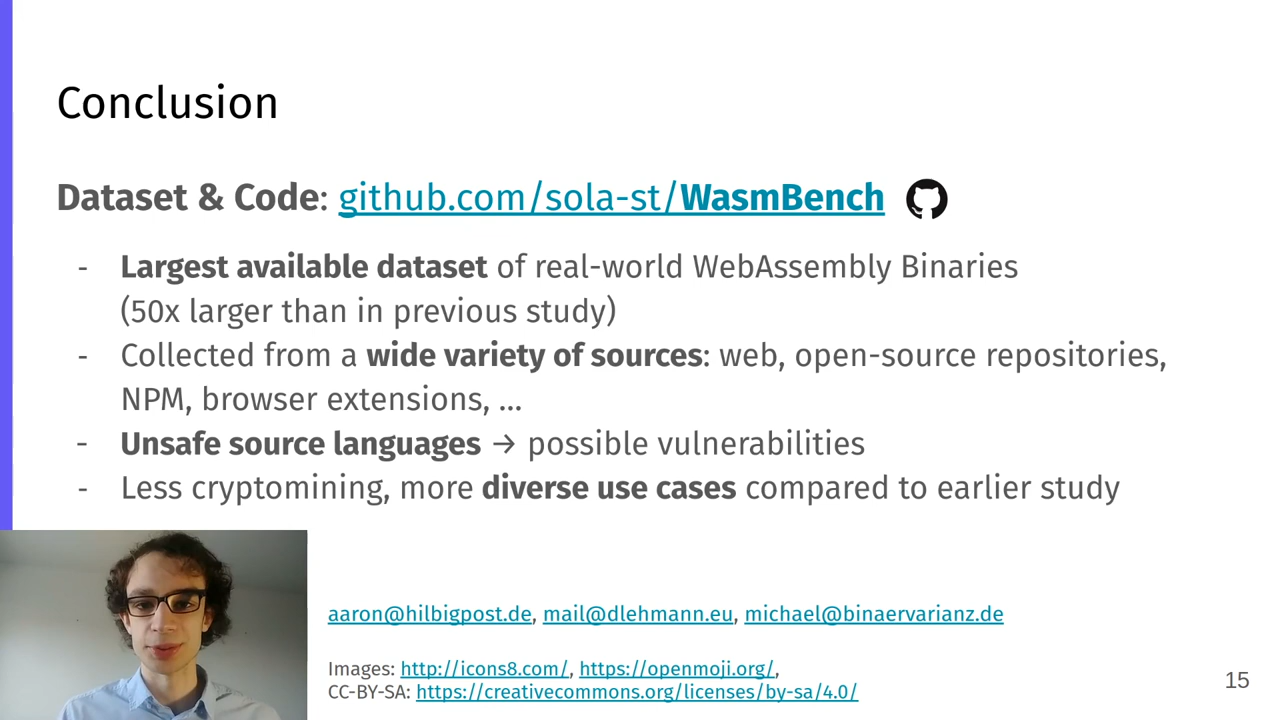 Conclusion
Dataset & Code: github.com/sola-st/WasmBench
- Largest available dataset of real-world WebAssembly Binaries
(50x larger than in previous study)
- Collected from a wide variety of sources: web, open-source repositories,
NPM, browser extensions, ...
- Unsafe source languages → possible vulnerabilities
- Less cryptomining, more diverse use cases compared to earlier study
aaron@hilbigpost.de, mail@dlehmann.eu, michael@binaervarianz.de
Images: http://icons8.com/, https://openmoji.org/,
CC-BY-SA: https://creativecommons.org/licenses/by-sa/4.0/
15